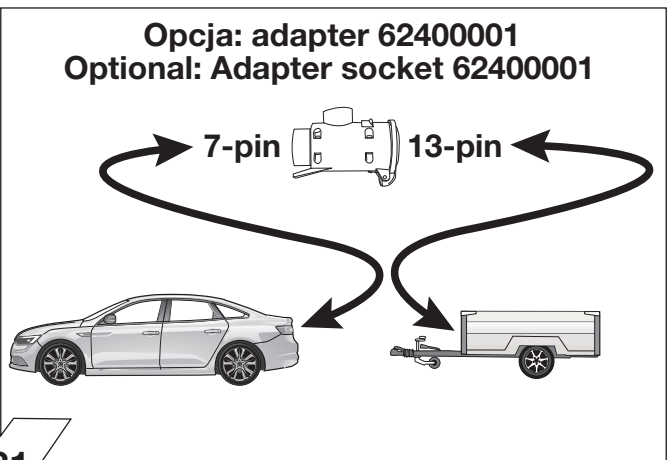 Opcja: adapter 62400001
Optional: Adapter socket 62400001
7-pin 13-pin